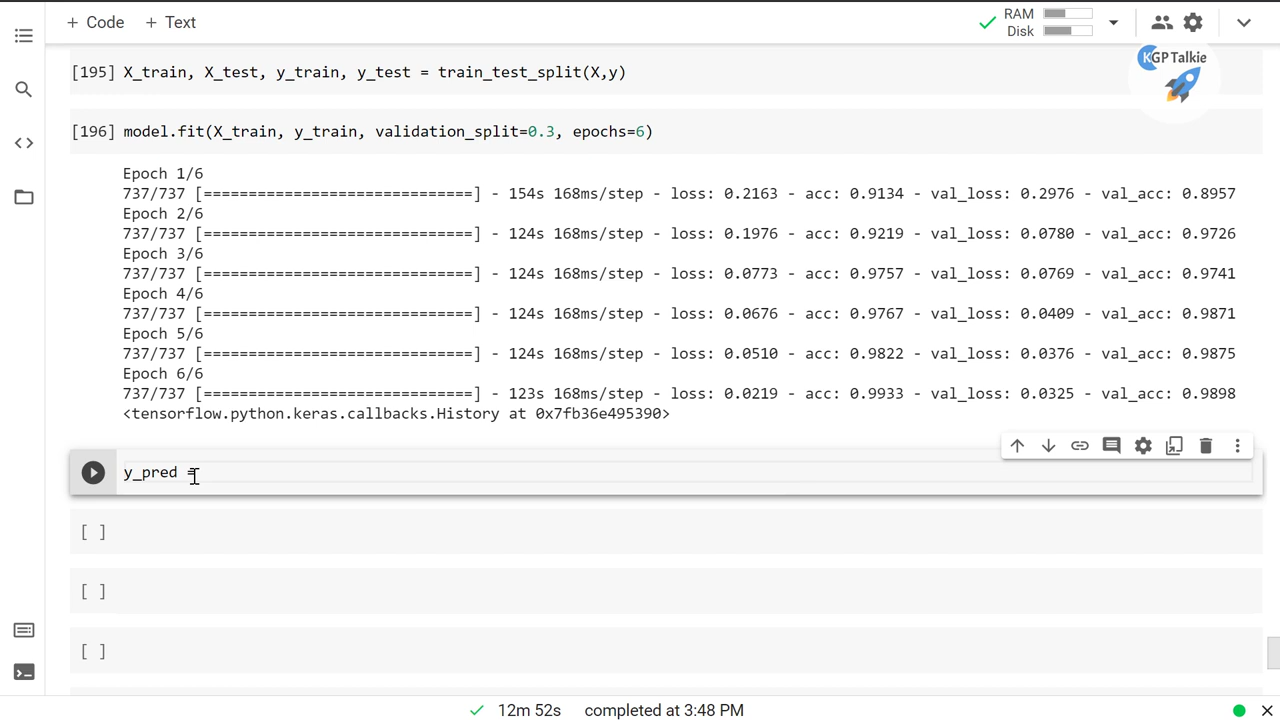 + Code + Text
RAM
Disk
KGP Talkie
[195] X_train, X_test, y_train, y_test = train_test_split(X,y)
[196] model.fit(X_train, y_train, validation_split=0.3, epochs=6)
Epoch 1/6
737/737 [==============================] - 154s 168ms/step - loss: 0.2163 - acc: 0.9134 - val_loss: 0.2976 - val_acc: 0.8957
Epoch 2/6
737/737 [==============================] - 124s 168ms/step - loss: 0.1976 - acc: 0.9219 - val_loss: 0.0780 - val_acc: 0.9726
Epoch 3/6
737/737 [==============================] - 124s 168ms/step - loss: 0.0773 - acc: 0.9757 - val_loss: 0.0769 - val_acc: 0.9741
Epoch 4/6
737/737 [==============================] - 124s 168ms/step - loss: 0.0676 - acc: 0.9767 - val_loss: 0.0409 - val_acc: 0.9871
Epoch 5/6
737/737 [==============================] - 124s 168ms/step - loss: 0.0510 - acc: 0.9822 - val_loss: 0.0376 - val_acc: 0.9875
Epoch 6/6
737/737 [==============================] - 123s 168ms/step - loss: 0.0219 - acc: 0.9933 - val_loss: 0.0325 - val_acc: 0.9898
<tensorflow.python.keras.callbacks.History at 0x7fb36e495390>
y_pred =
[ ]
[ ]
[ ]
12m 52s completed at 3:48 PM